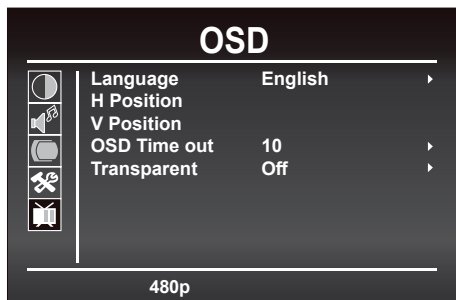 OSD
Language English
H Position
V Position
OSD Time out 10
Transparent Off
480p